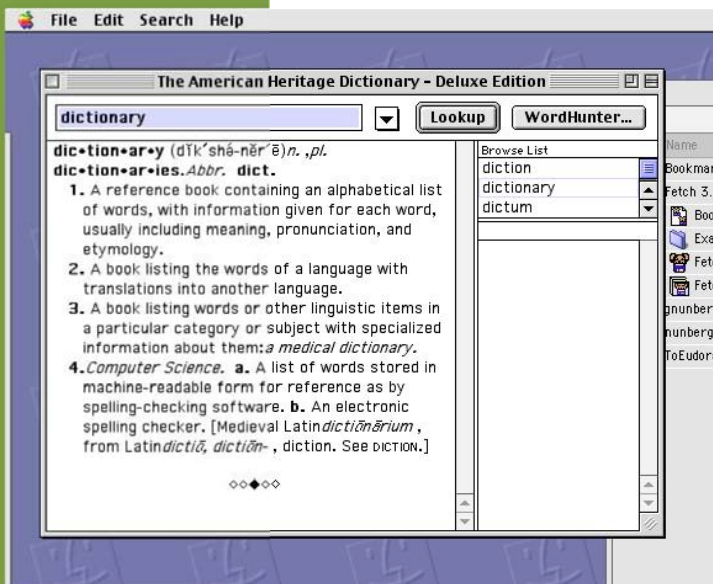 File Edit Search Help
The American Heritage Dictionary - Deluxe Edition
dictionary
Lookup
WordHunter...
dic•tion•ar•y (dĭk´shə-nĕr´ē)n. ,pl.
dic•tion•ar•ies.Abbr. dict.
1. A reference book containing an alphabetical list
of words, with information given for each word,
usually including meaning, pronunciation, and
etymology.
2. A book listing the words of a language with
translations into another language.
3. A book listing words or other linguistic items in
a particular category or subject with specialized
information about them:a medical dictionary.
4.Computer Science. a. A list of words stored in
machine-readable form for reference as by
spelling-checking software. b. An electronic
spelling checker. [Medieval Latindictiōnārium ,
from Latindictiō, dictiōn- , diction. See DICTION.]
Browse List
diction
dictionary
dictum
Name
Bookmar
Fetch 3.
Boo
Exa
Fet
Fet
gnunber
nunberg
ToEudora